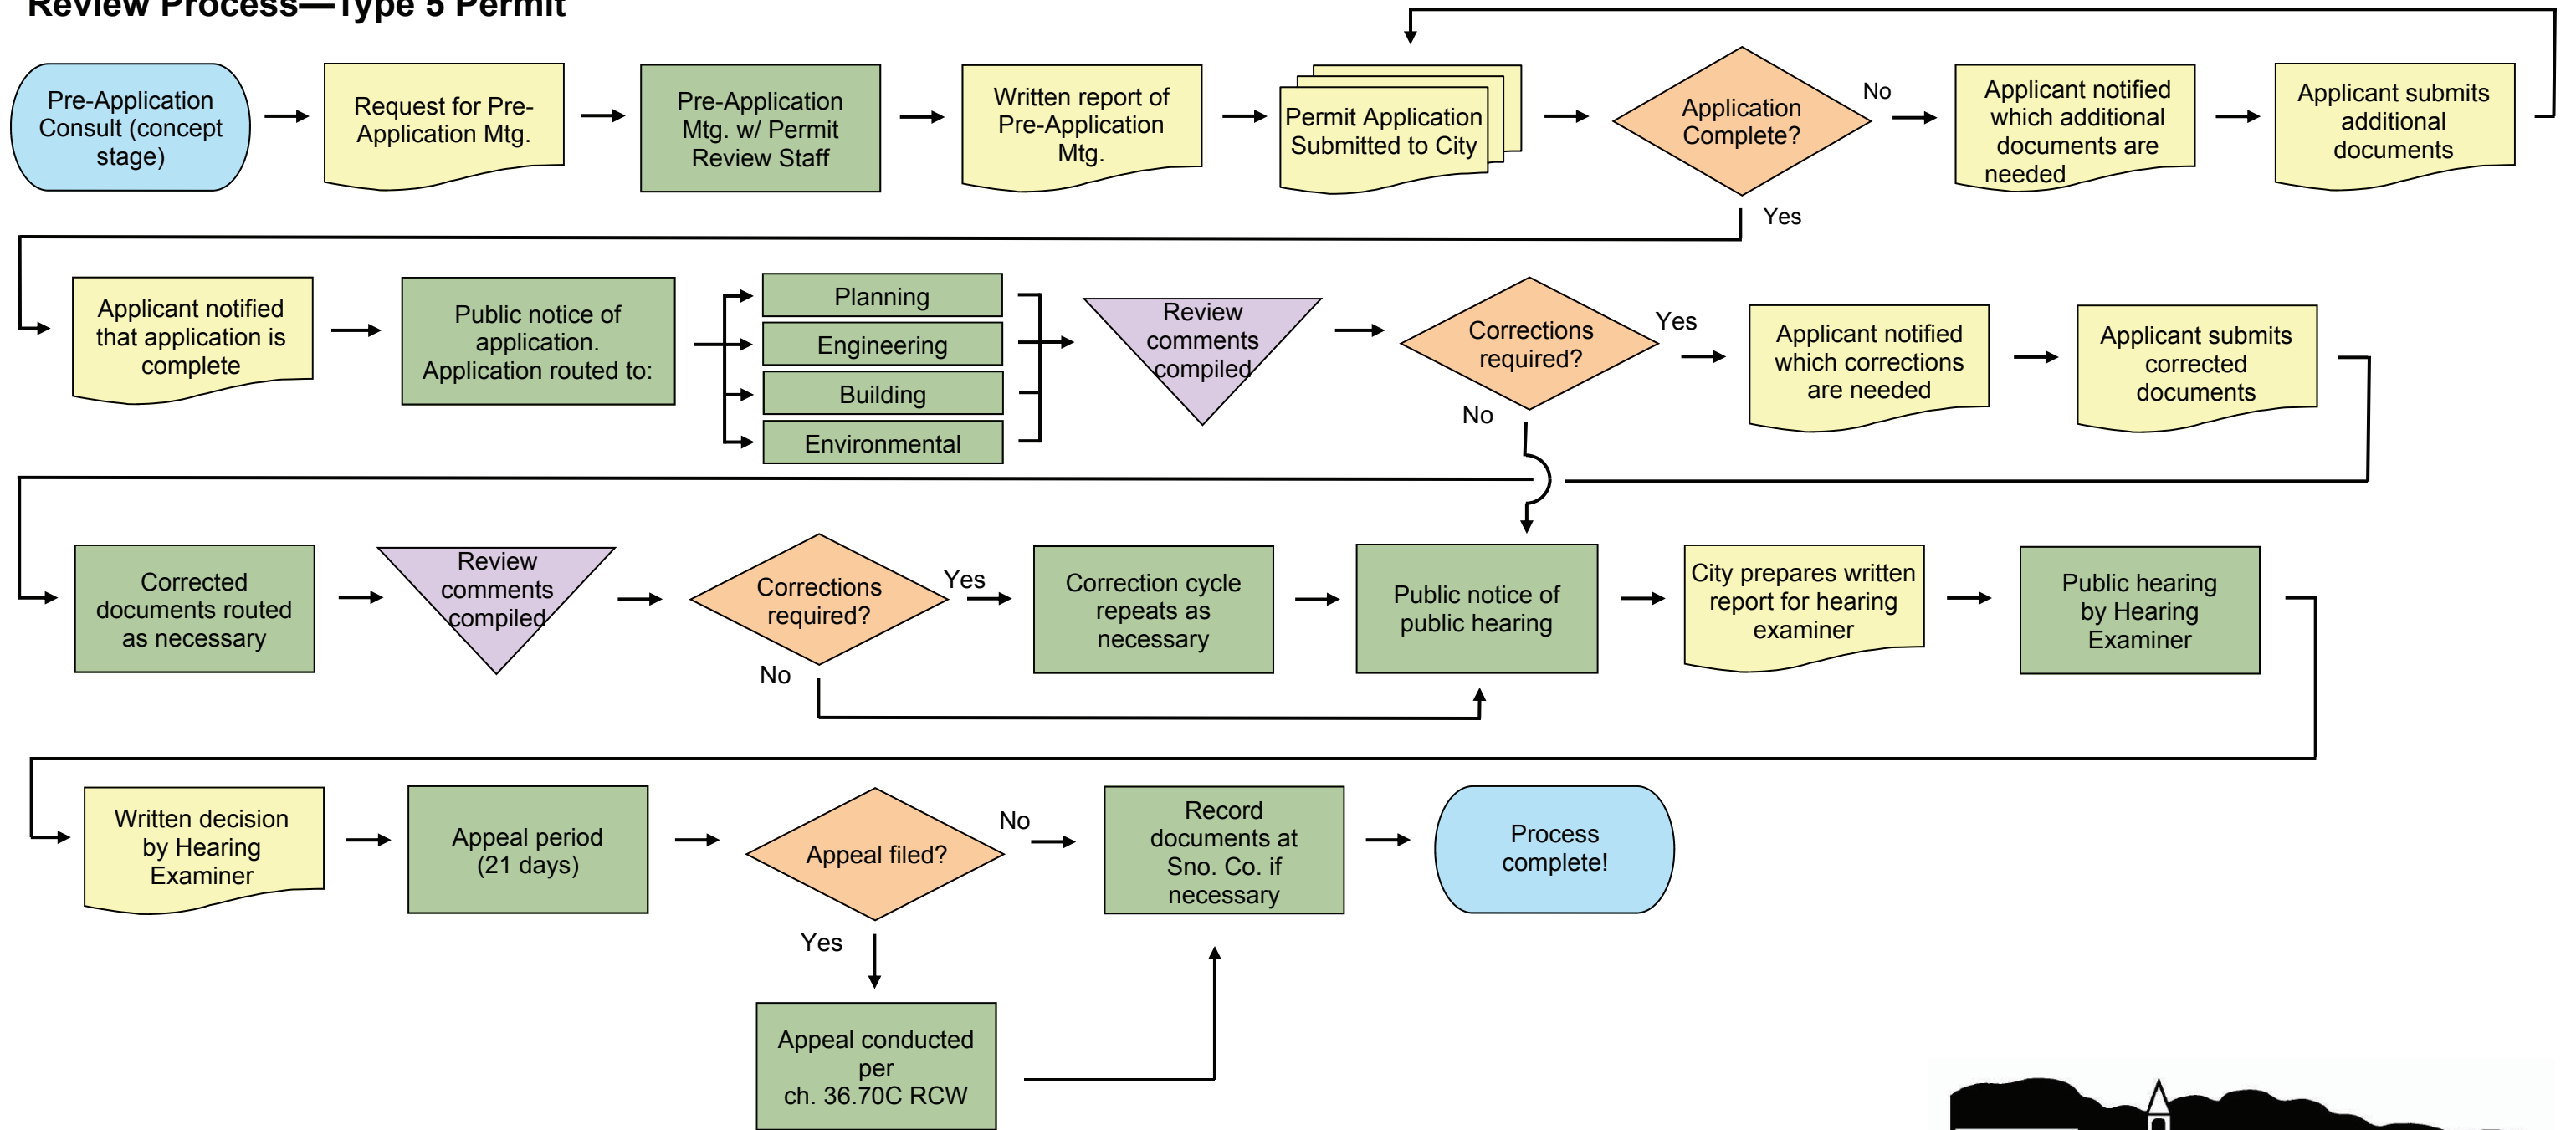 Review Process—Type 5 Permit
Pre-Application
Consult (concept
stage)
Request for Pre-
Application Mtg.
Pre-Application
Mtg. w/ Permit
Review Staff
Written report of
Pre-Application
Mtg.
Permit Application
Submitted to City
Application
Complete?
No
Applicant notified
which additional
documents are
needed
Applicant submits
additional
documents
Yes
Applicant notified
that application is
complete
Public notice of
application.
Application routed to:
Planning
Engineering
Building
Environmental
Review
comments
compiled
Corrections
required?
Yes
No
Applicant notified
which corrections
are needed
Applicant submits
corrected
documents
Corrected
documents routed
as necessary
Review
comments
compiled
Corrections
required?
Yes
No
Correction cycle
repeats as
necessary
Public notice of
public hearing
City prepares written
report for hearing
examiner
Public hearing
by Hearing
Examiner
Written decision
by Hearing
Examiner
Appeal period
(21 days)
Appeal filed?
No
Yes
Record
documents at
Sno. Co. if
necessary
Process
complete!
Appeal conducted
per
ch. 36.70C RCW